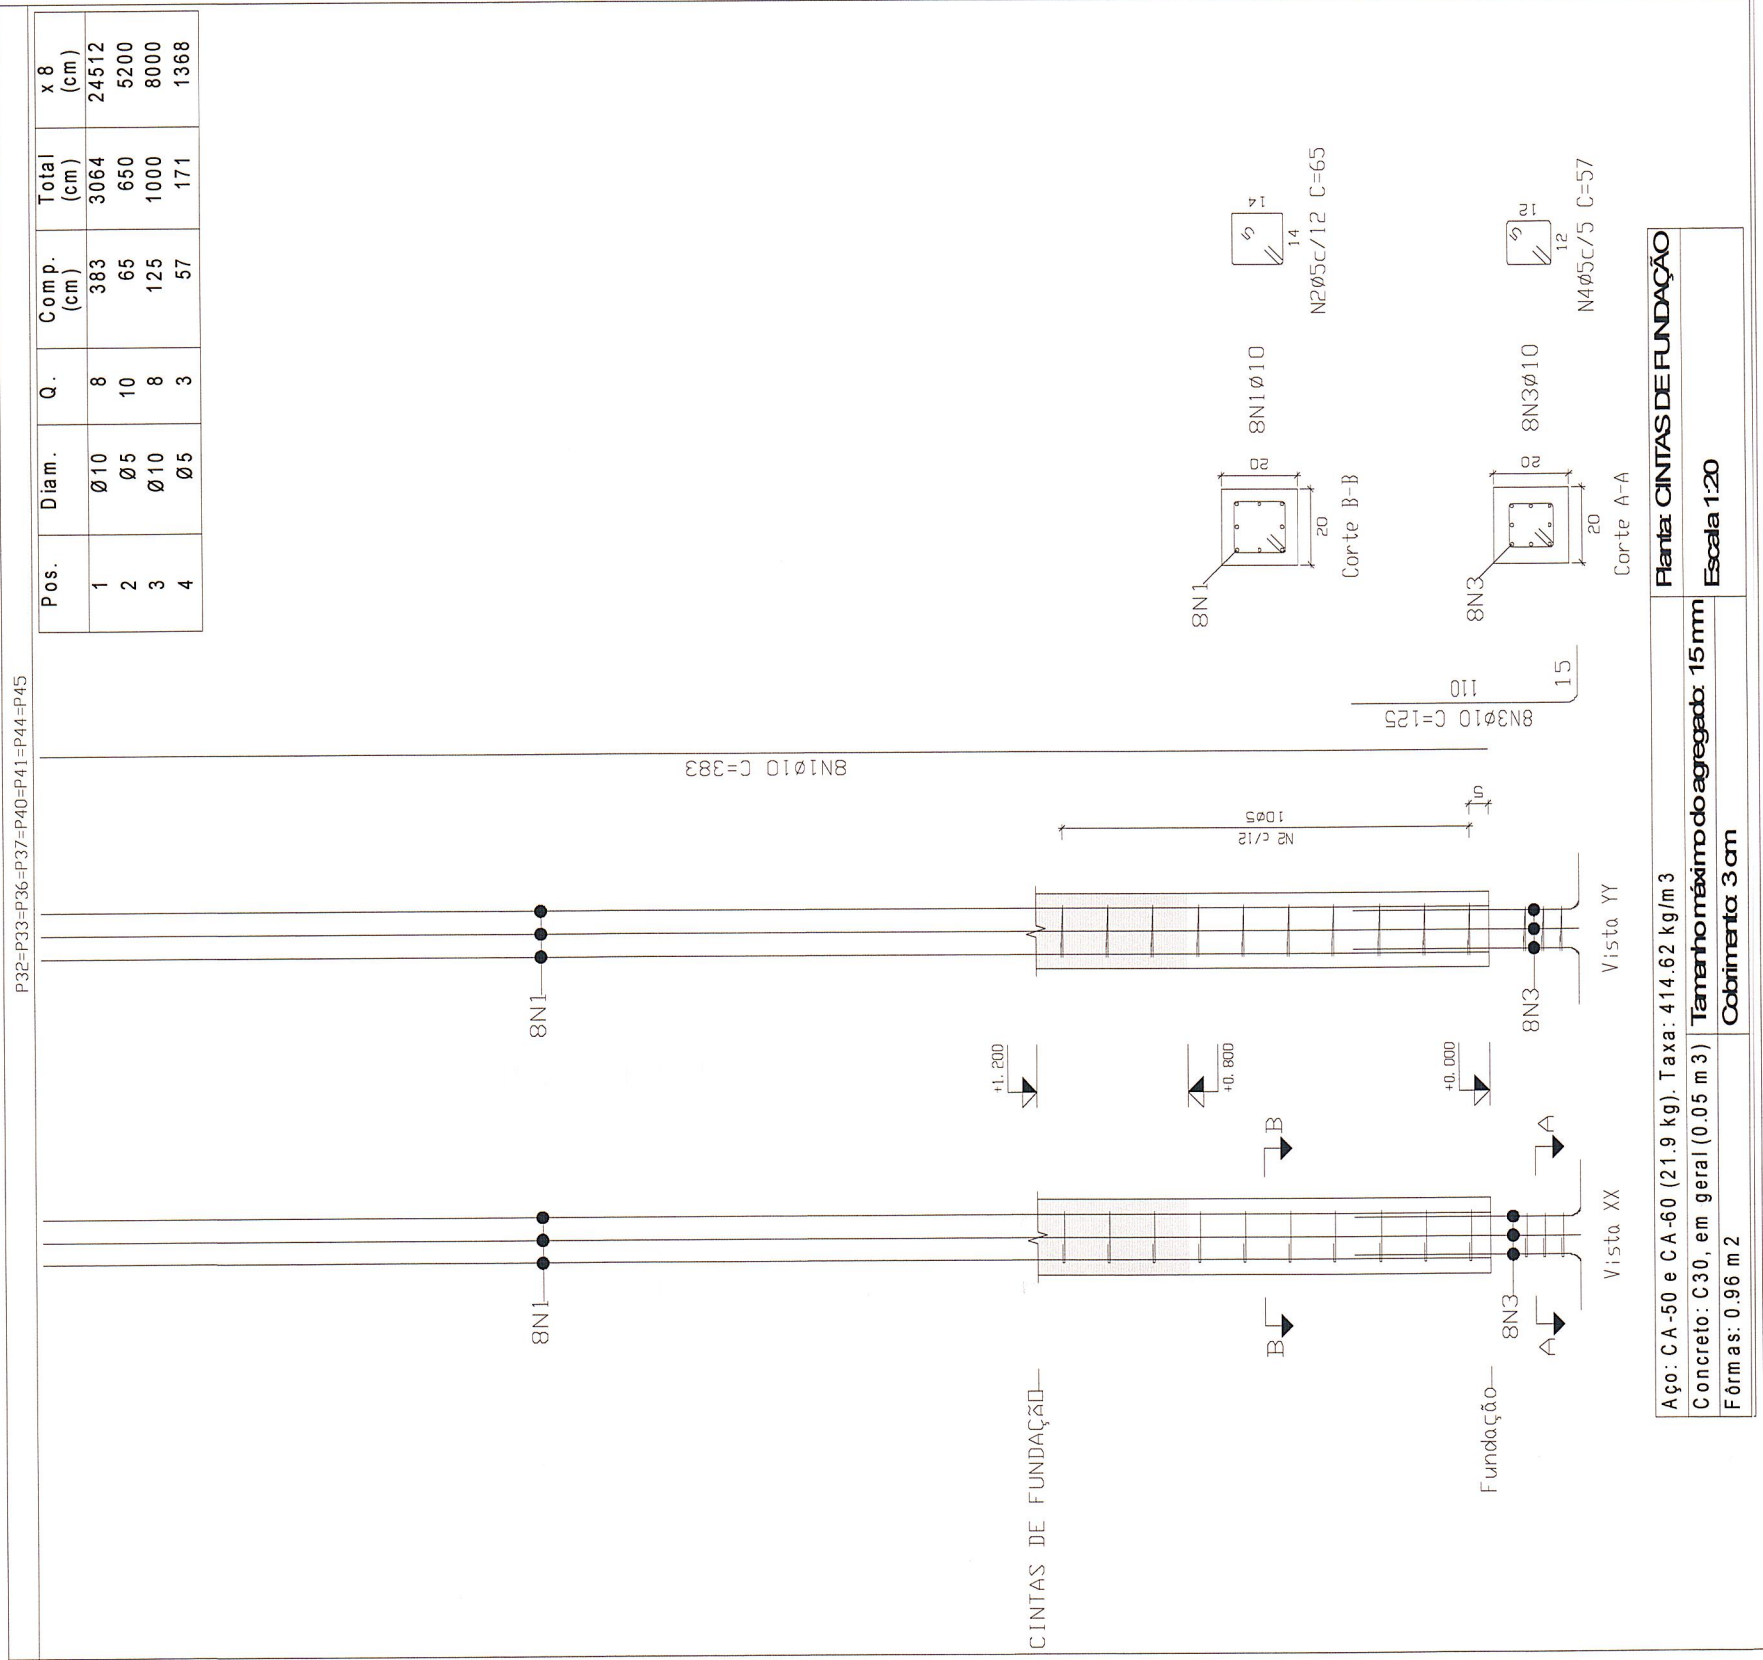 P32=P33=P36=P37=P40=P41=P44=P45
Pos. Diam. Q. Comp. (cm) Total (cm) x 8 (cm)
1 Ø10 8 383 3064 24512
2 Ø5 10 65 650 5200
3 Ø10 8 125 1000 8000
4 Ø5 3 57 171 1368
8N1
8N1
8N1Ø10 C=383
CINTAS DE FUNDAÇÃO
+1.200
+0.800
+0.000
N2 c/12
10Ø5
5
B
B
Fundação
8N3
8N3
A
A
Vista XX
Vista YY
8N3Ø10 C=125
110
15
8N1
20
20
Corte B-B
8N1Ø10
14
14
N2Ø5c/12 C=65
8N3
20
20
Corte A-A
8N3Ø10
12
12
N4Ø5c/5 C=57
Aço: CA-50 e CA-60 (21.9 kg). Taxa: 414.62 kg/m3
Concreto: C30, em geral (0.05 m3)
Fôrmas: 0.96 m2
Tamanho máximo do agregado: 15 mm
Cobrimento: 3 cm
Planta: CINTAS DE FUNDAÇÃO
Escala 1:20